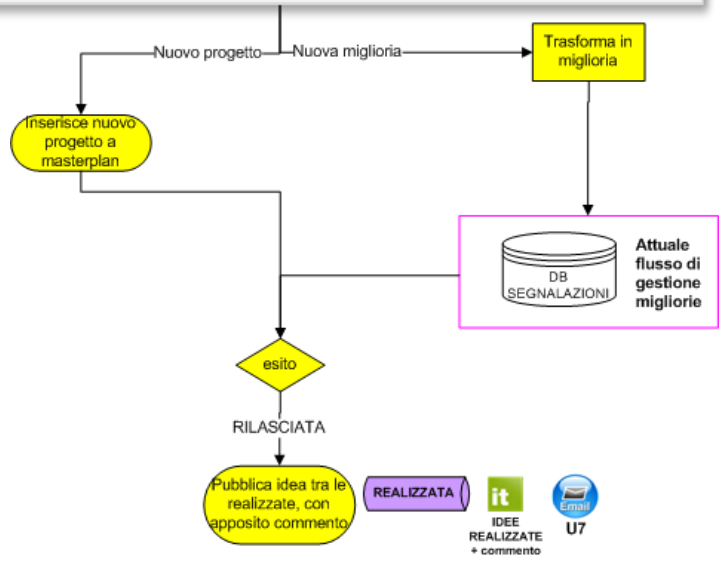 Nuovo progetto
Nuova miglioria
Trasforma in
miglioria
Inserisce nuovo
progetto a
masterplan
DB
SEGNALAZIONI
Attuale
flusso di
gestione
migliorie
esito
RILASCIATA
Pubblica idea tra le
realizzate, con
apposito commento
REALIZZATA
it
IDEE
REALIZZATE
+ commento
Email
U7